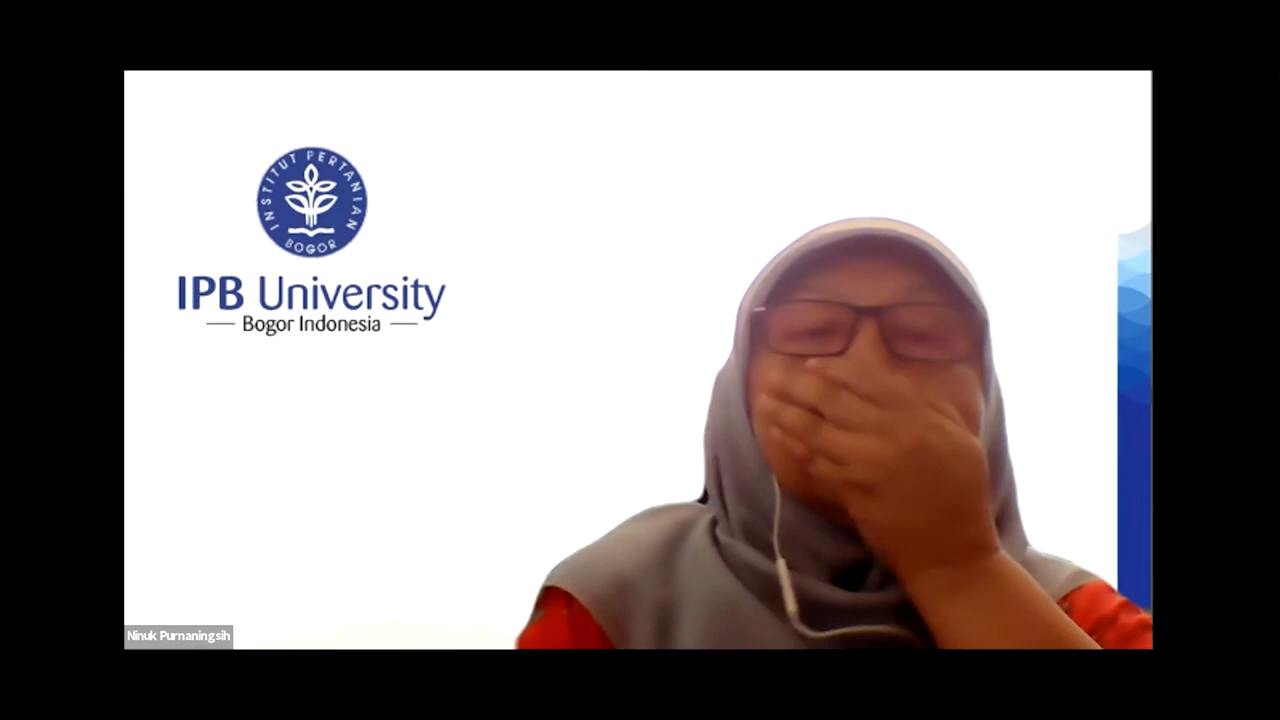 INSTITUT PERTANIAN
BOGOR
IPB University
Bogor Indonesia
Ninuk Purnaningsih